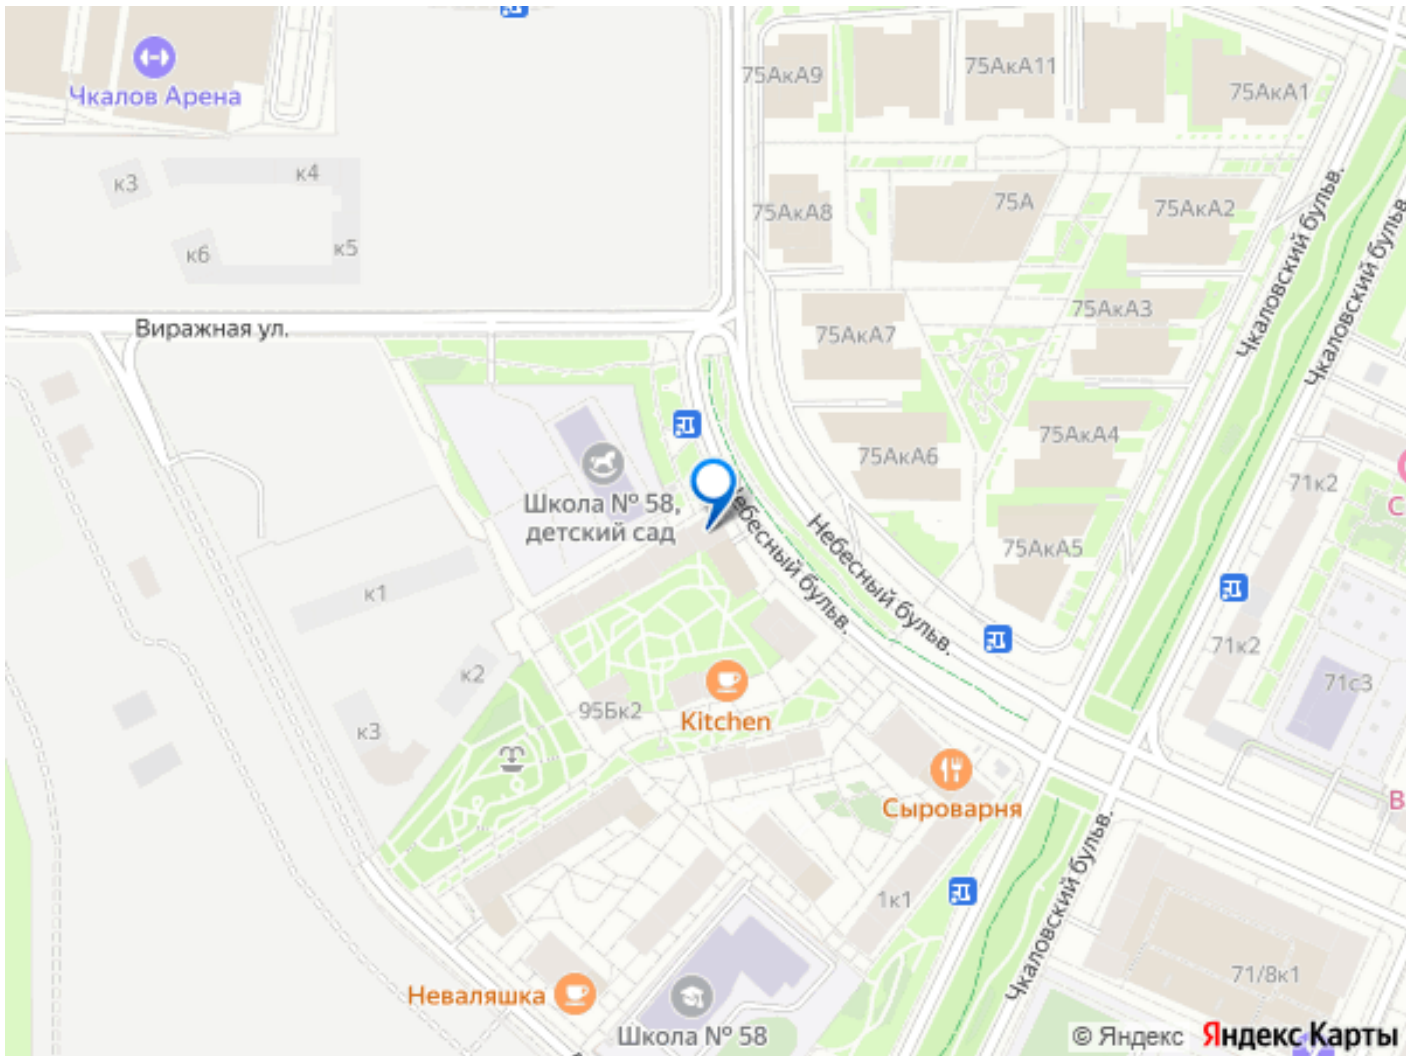 75АкА9
75АкА11
75АкА1
Чкалов Арена
к3
к4
75АкА8
75А
75АкА2
Чкаловский бульв.
Чкаловский бульв.
к6
к5
75АкА3
Виражная ул.
75АкА7
75АкА4
75АкА6
71к2
С
Школа № 58,
детский сад
Небесный бульв.
Небесный бульв.
75АкА5
к1
71к2
к2
71с3
95Бк2
Kitchen
к3
Сыроварня
В
Чкаловский бульв.
1к1
71/8к1
Неваляшка
Школа № 58
© Яндекс Яндекс Карты